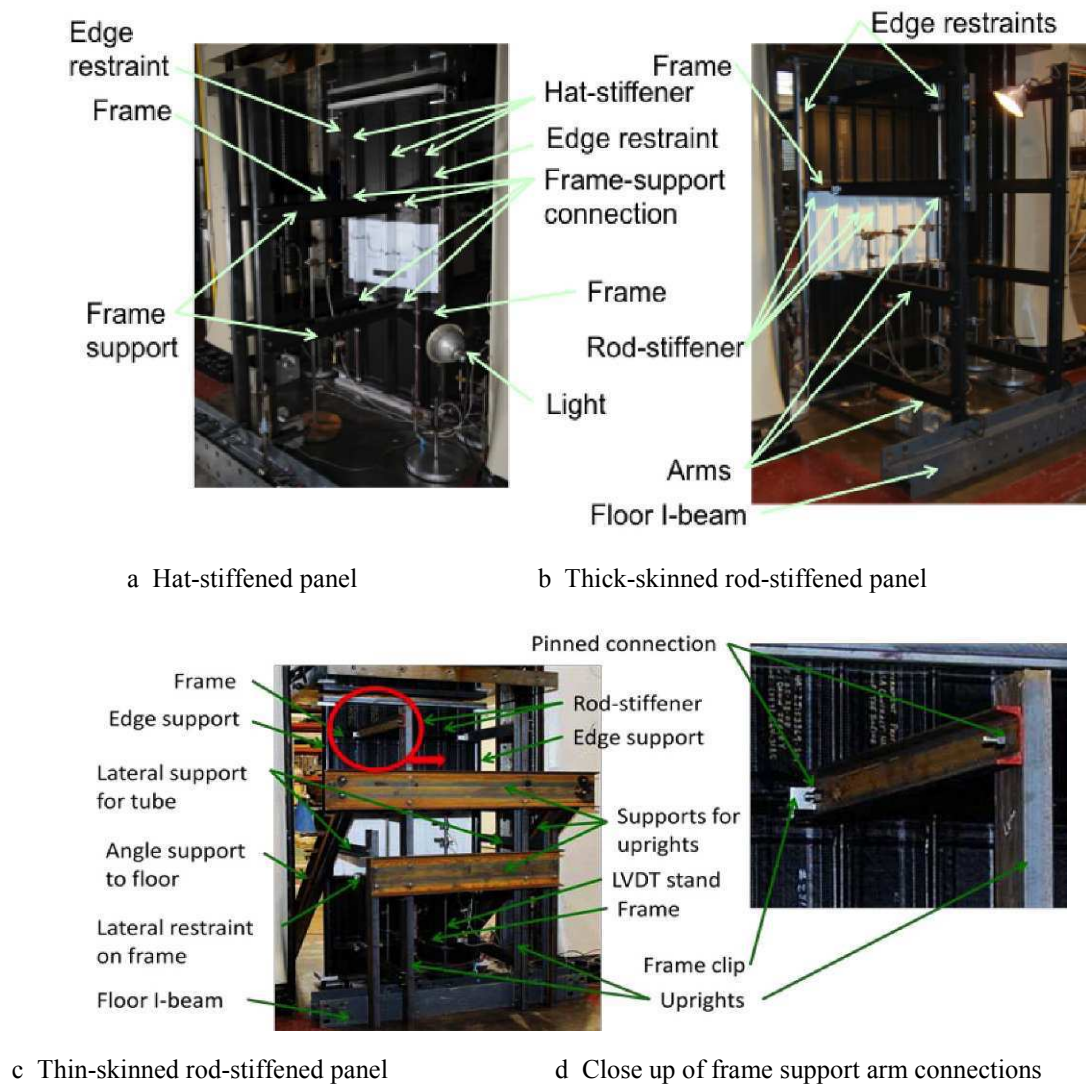 Edge
restraint
Frame
Hat-stiffener
Edge restraint
Frame-support
connection
Frame
support
Frame
Light
Edge restraints
Frame
Rod-stiffener
Arms
Floor I-beam
a Hat-stiffened panel
b Thick-skinned rod-stiffened panel
Frame
Edge support
Lateral support
for tube
Angle support
to floor
Lateral restraint
on frame
Floor I-beam
Rod-stiffener
Edge support
Supports for
uprights
LVDT stand
Frame
Uprights
Pinned connection
Frame clip
c Thin-skinned rod-stiffened panel
d Close up of frame support arm connections